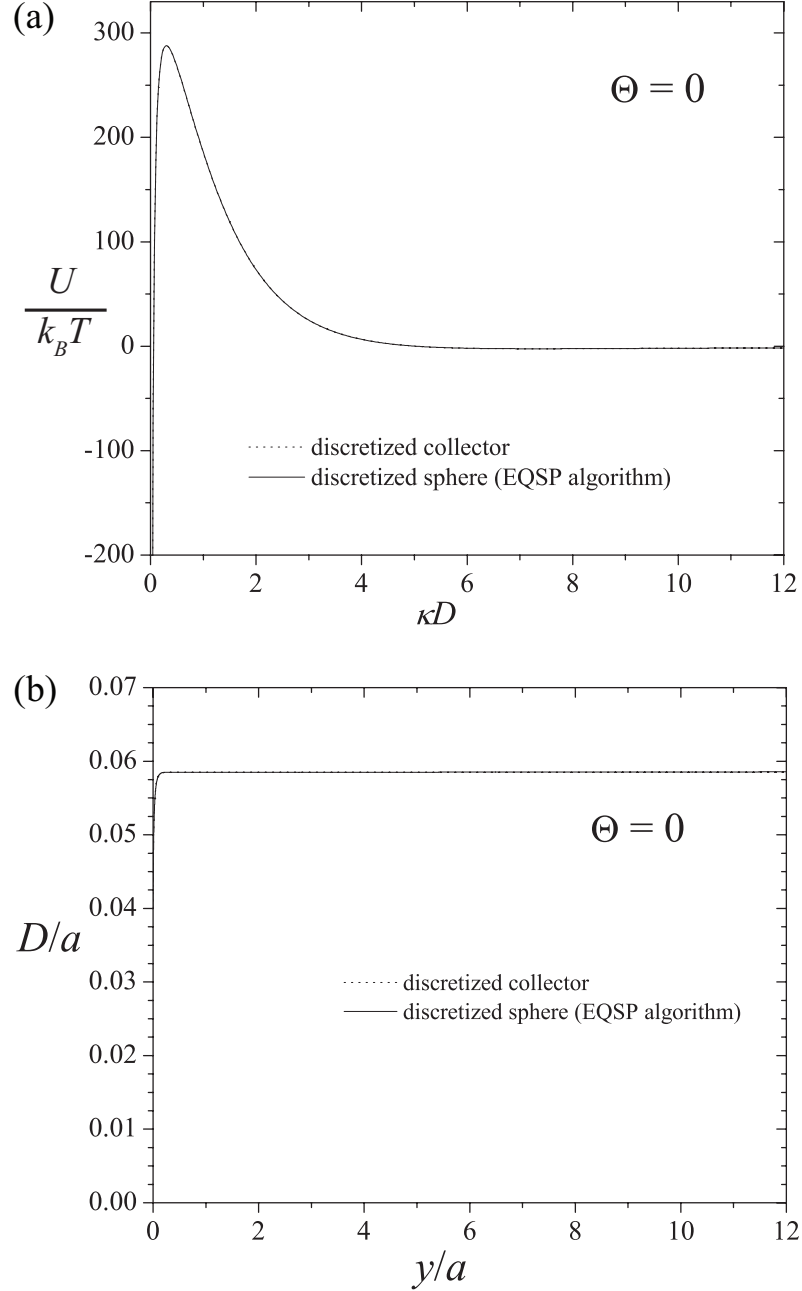 (a)
300
Θ = 0
200
100
U
k_BT
0
discretized collector
-100
discretized sphere (EQSP algorithm)
-200
0 2 4 6 8 10 12
κD
(b)
0.07
0.06
Θ = 0
0.05
0.04
D/a
0.03
discretized collector
discretized sphere (EQSP algorithm)
0.02
0.01
0.00
0 2 4 6 8 10 12
y/a